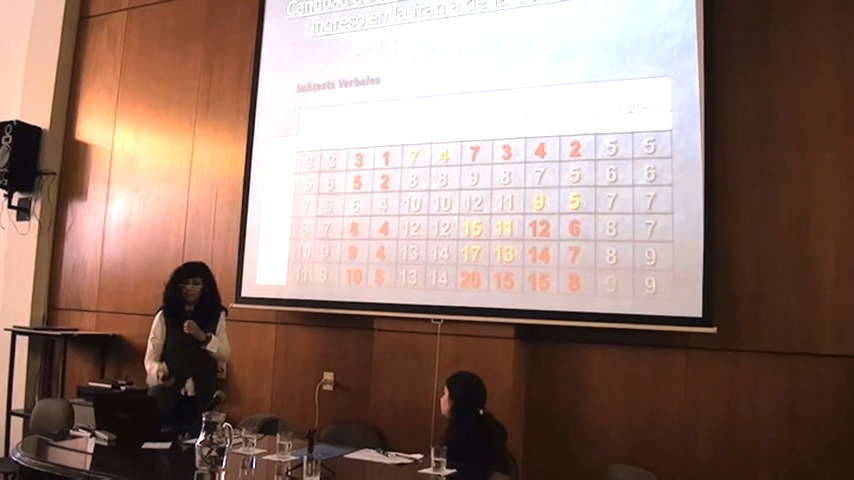 ingreso en la franja de la
Subtests Verbales
3 3 3 1 7 4 7 3 4 2 5 5
5 6 5 2 8 8 9 8 7 5 6 6
7 6 6 4 10 10 12 11 9 5 7 7
8 7 8 4 12 12 15 11 12 6 8 7
10 9 9 4 13 14 17 13 14 7 8 9
11 9 10 5 13 14 20 15 15 8 9 9